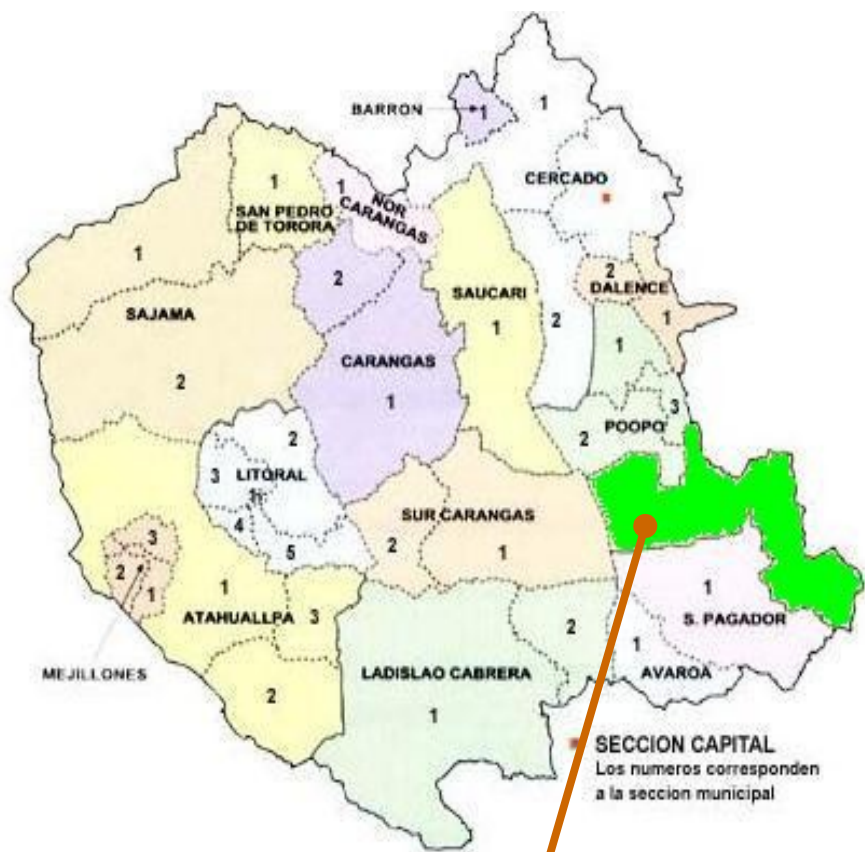 BARRON
1
1
CERCADO
1
SAN PEDRO
DE TORORA
1
NOR
CARANGAS
1
SAJAMA
2
2
CARANGAS
1
SAUCARI
1
2
2
DALENCE
1
1
POOPO
3
2
2
3
LITORAL
4
5
SUR CARANGAS
2
1
3
2
1
MEJILLONES
1
ATAHUALLPA
3
2
LADISLAO CABRERA
1
2
1
S. PAGADOR
1
AVAROA
SECCION CAPITAL
Los numeros corresponden
a la seccion municipal